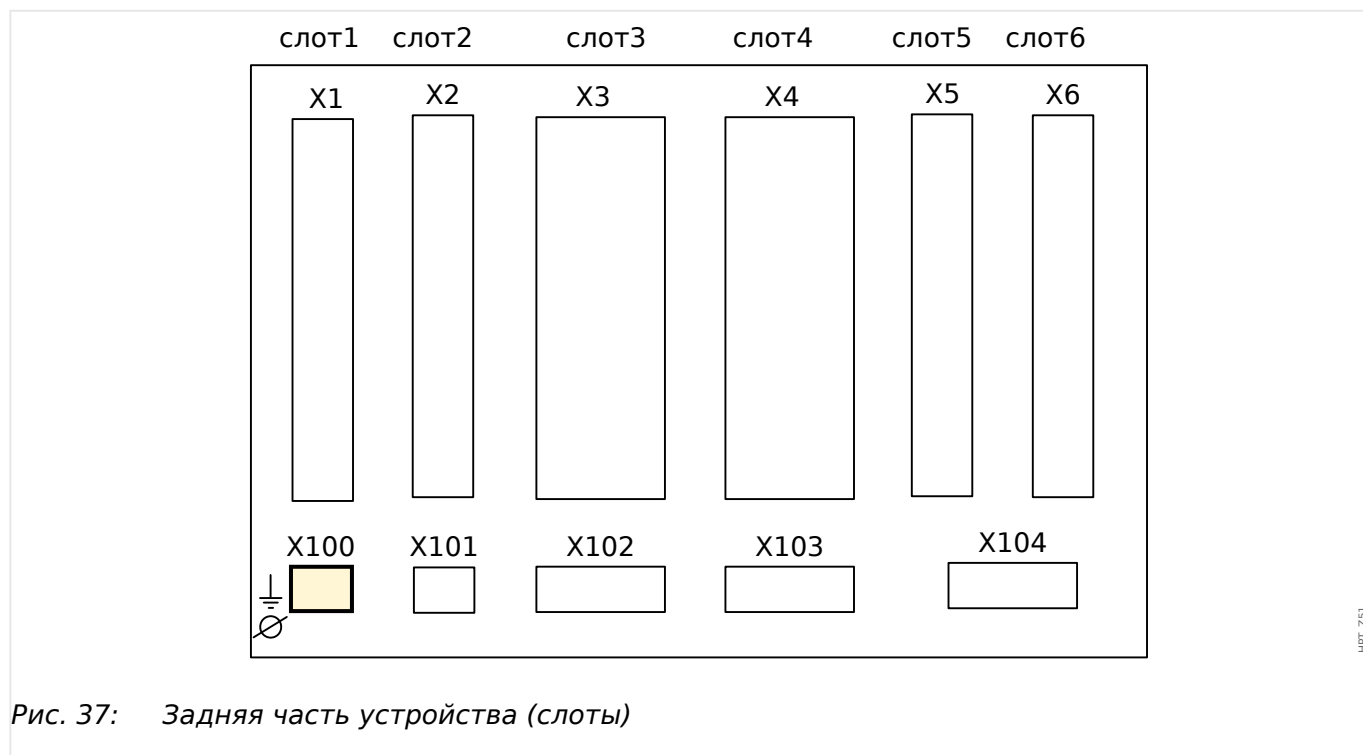 слот1 слот2 слот3 слот4 слот5 слот6
X1 X2 X3 X4 X5 X6
X100 X101 X102 X103 X104
Рис. 37: Задняя часть устройства (слоты)